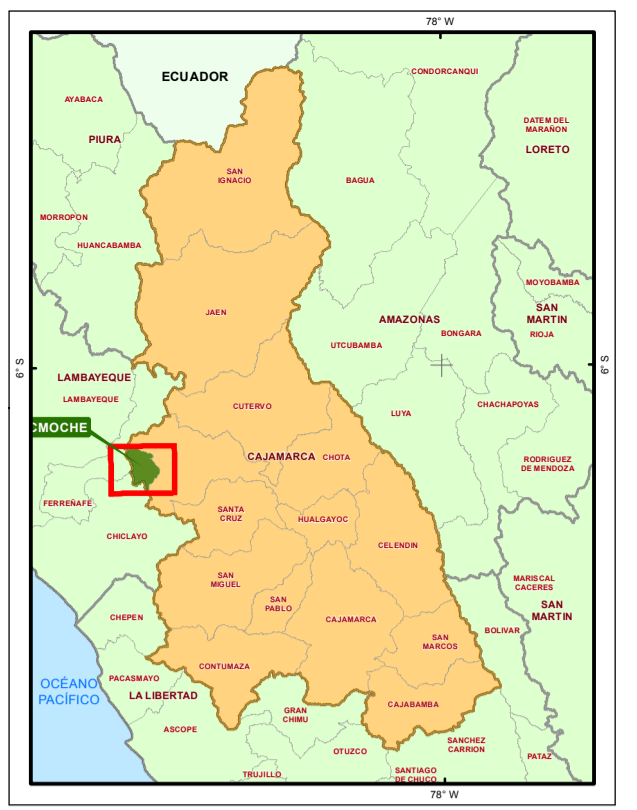 78° W
ECUADOR
CONDORCANQUI
AYABACA
DATEM DEL
MARAÑON
PIURA
LORETO
SAN
IGNACIO
BAGUA
MORROPON
HUANCABAMBA
MOYOBAMBA
SAN
MARTIN
RIOJA
JAEN
AMAZONAS
BONGARA
UTCUBAMBA
6° S
6° S
LAMBAYEQUE
LAMBAYEQUE
CUTERVO
LUYA
CHACHAPOYAS
CMOCHE
CAJAMARCA
CHOTA
RODRIGUEZ
DE MENDOZA
FERREÑAFE
SANTA
CRUZ
HUALGAYOC
CHICLAYO
CELENDIN
SAN
MIGUEL
MARISCAL
CACERES
SAN
MARTIN
SAN
PABLO
CHEPEN
CAJAMARCA
BOLIVAR
SAN
MARCOS
CONTUMAZA
PACASMAYO
OCÉANO
PACÍFICO
LA LIBERTAD
CAJABAMBA
GRAN
CHIMU
ASCOPE
SANCHEZ
CARRION
OTUZCO
PATAZ
TRUJILLO
SANTIAGO
DE CHUCO
78° W